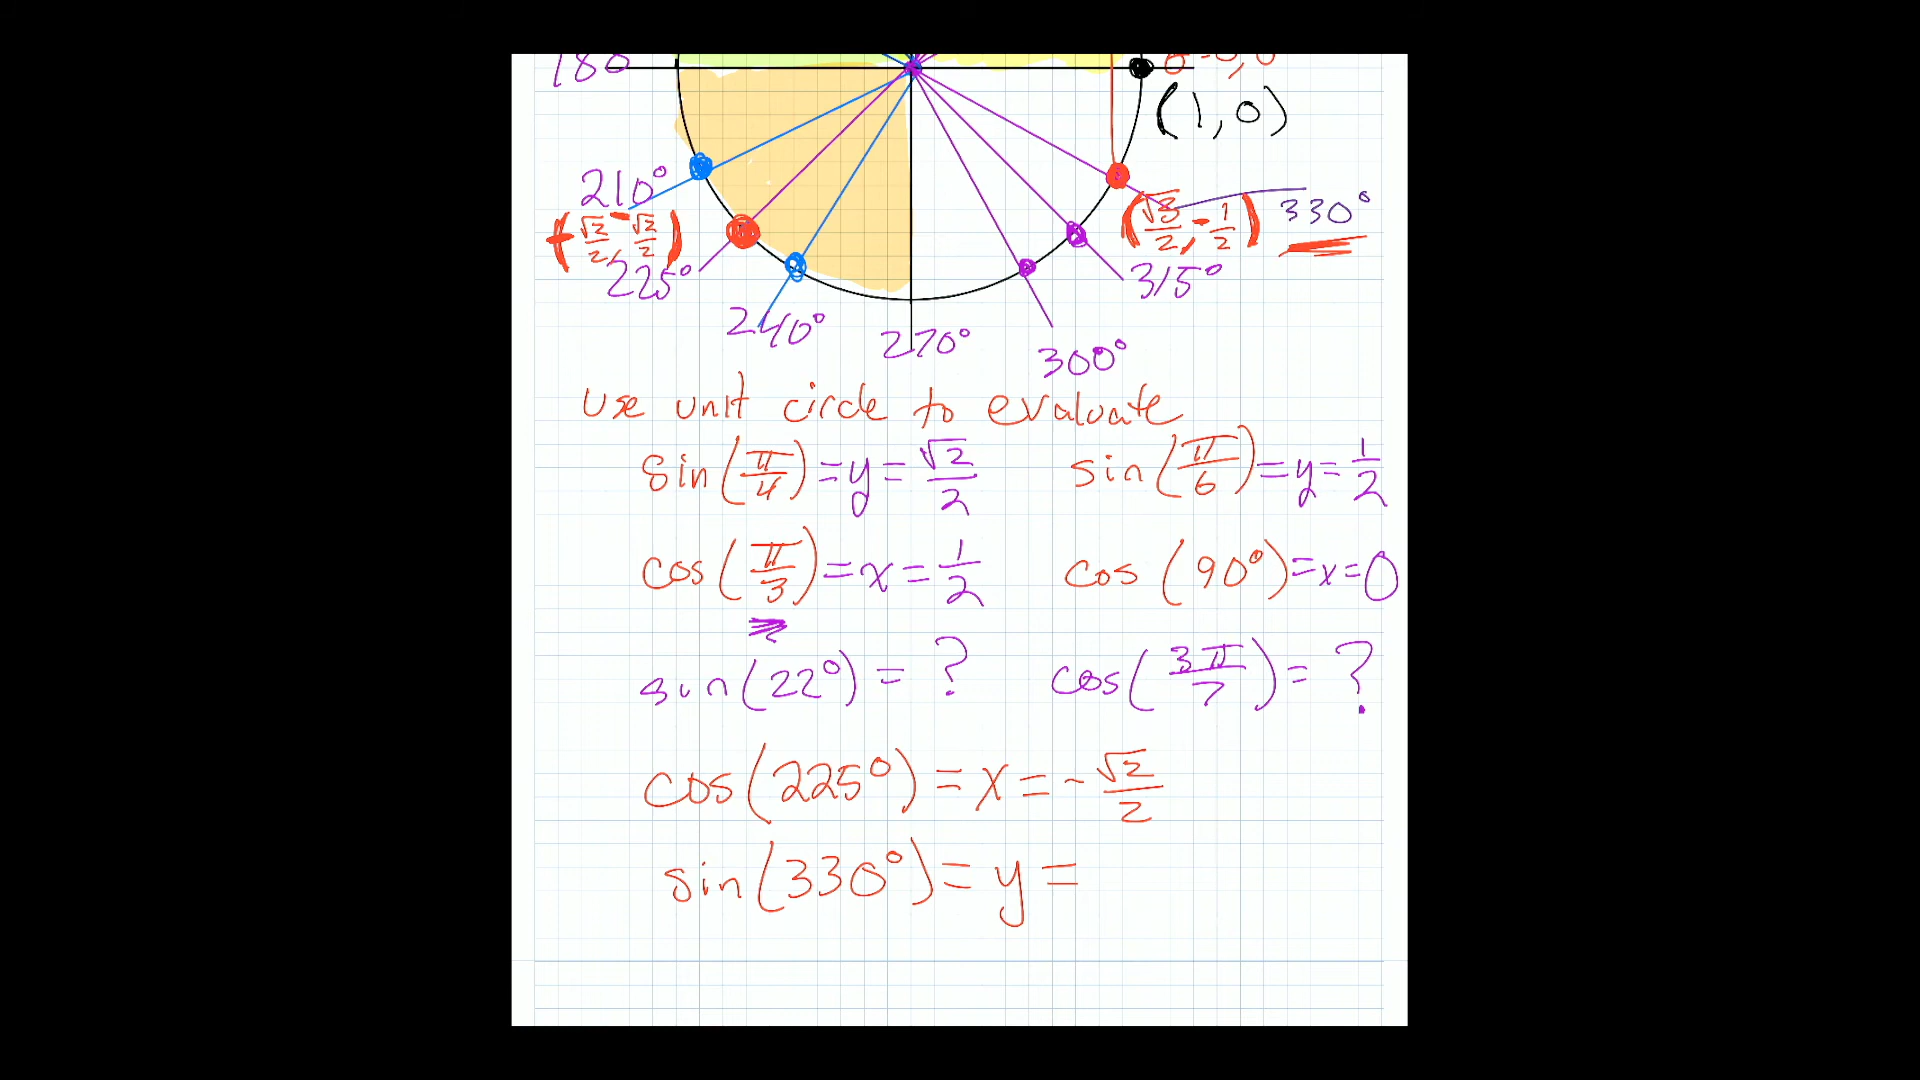 180
(1, 0)
210°
(-√2/2, -√2/2)
(√3/2, -1/2) 330°
225° 315°
240° 270°
300°
Use unit circle to evaluate
sin(π/4) = y = √2/2 sin(π/6) = y = 1/2
cos(π/3) = x = 1/2 cos(90°) = x = 0
sin(22°) = ? cos(3π/7) = ?
cos(225°) = x = -√2/2
sin(330°) = y =